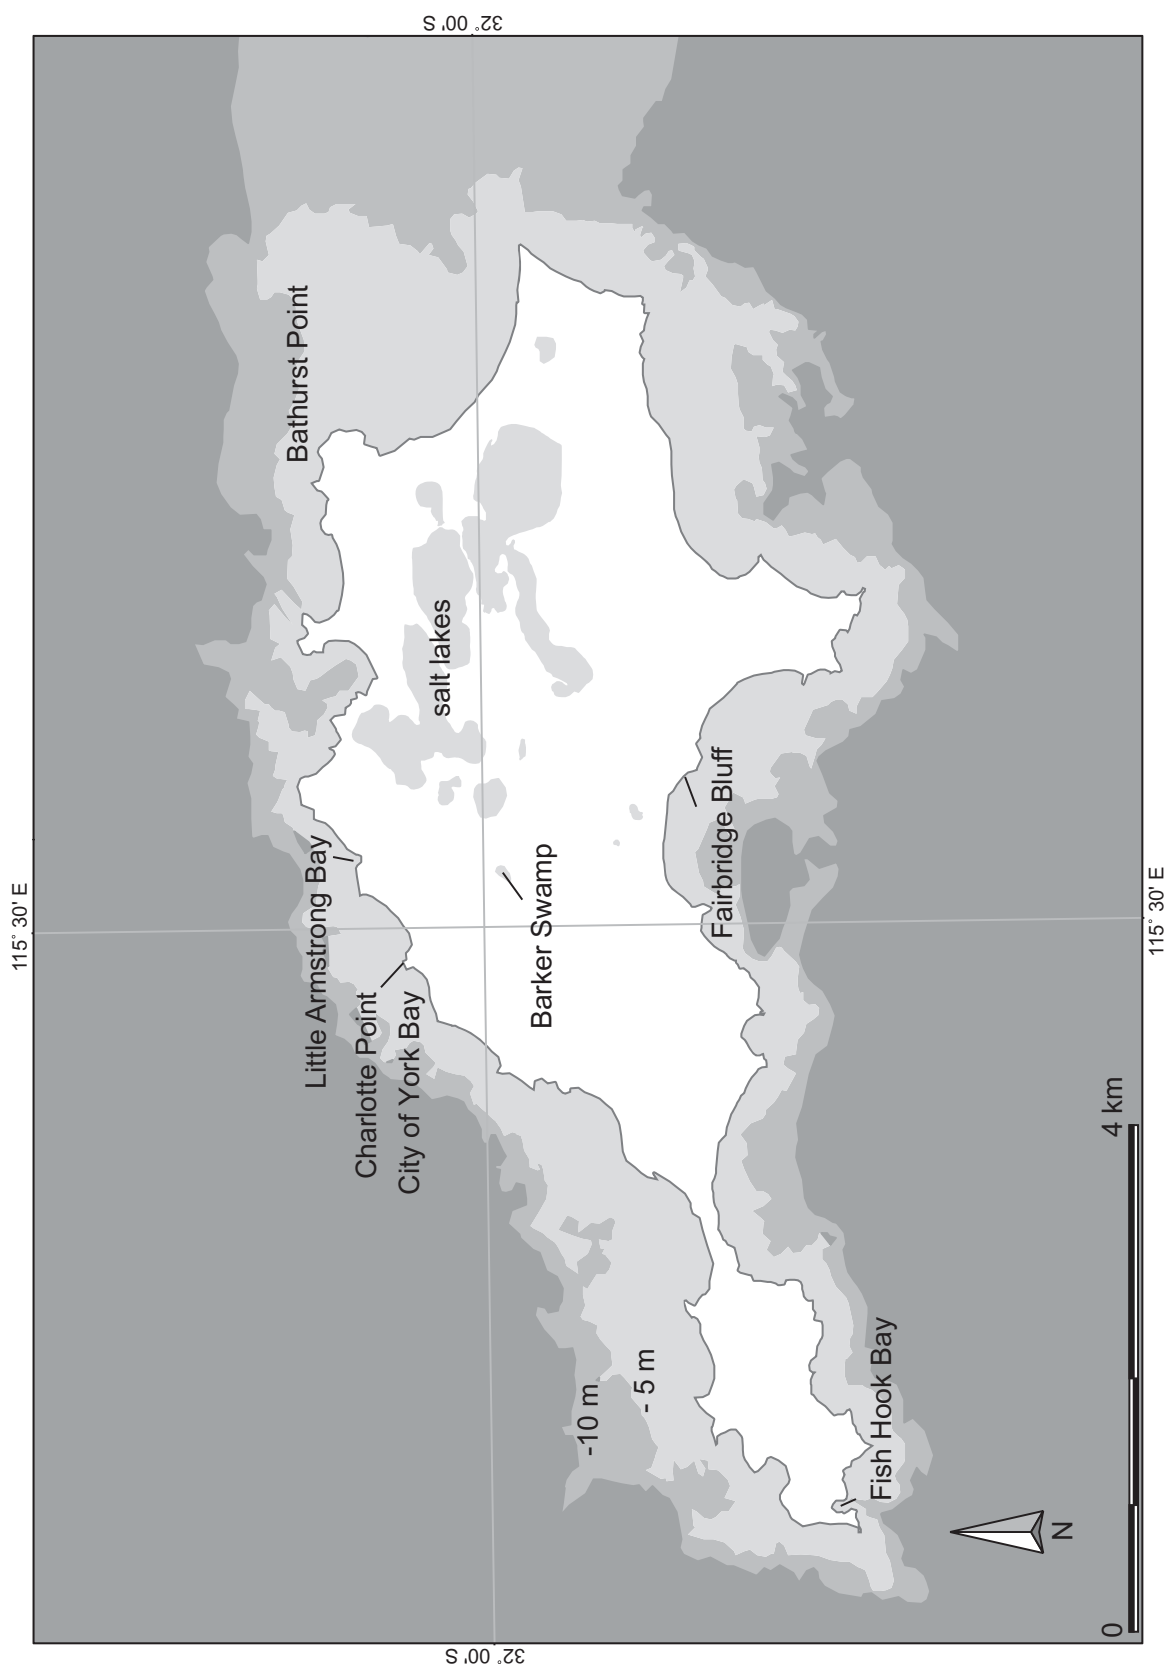 115° 30' E
32° 00' S
32° 00' S
Bathurst Point
Little Armstrong Bay
Charlotte Point
City of York Bay
salt lakes
Barker Swamp
Fairbridge Bluff
-10 m
- 5 m
Fish Hook Bay
N
0
4 km
115° 30' E